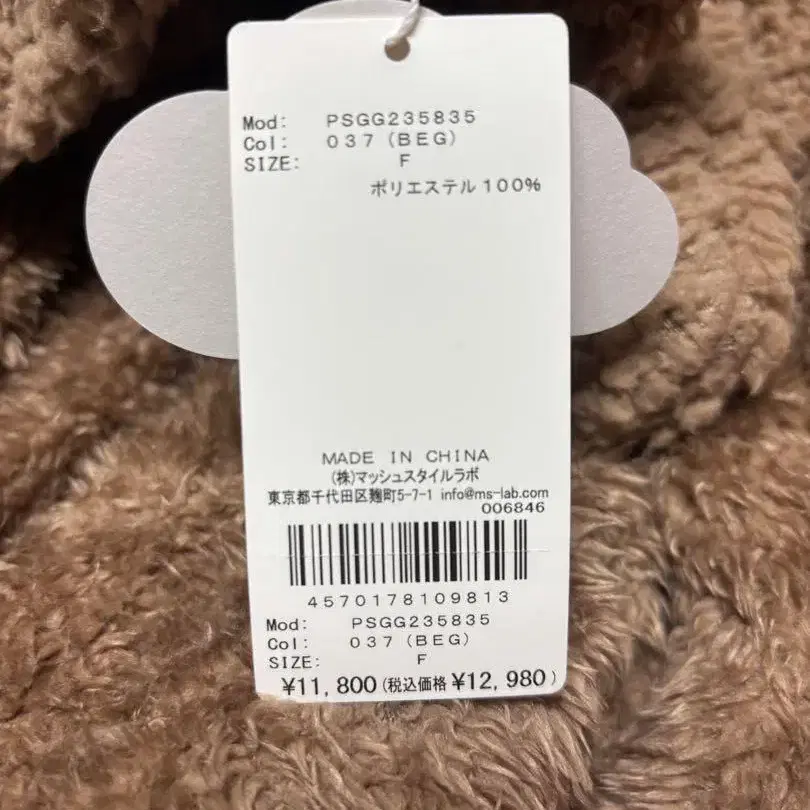 Mod: PSGG235835
Col: 037(BEG)
SIZE: F
ポリエステル100%
MADE IN CHINA
(株)マッシュスタイルラボ
東京都千代田区麹町5-7-1 info@ms-lab.com
006846
4570178109813
Mod: PSGG235835
Col: 037(BEG)
SIZE: F
¥11,800(税込価格¥12,980)